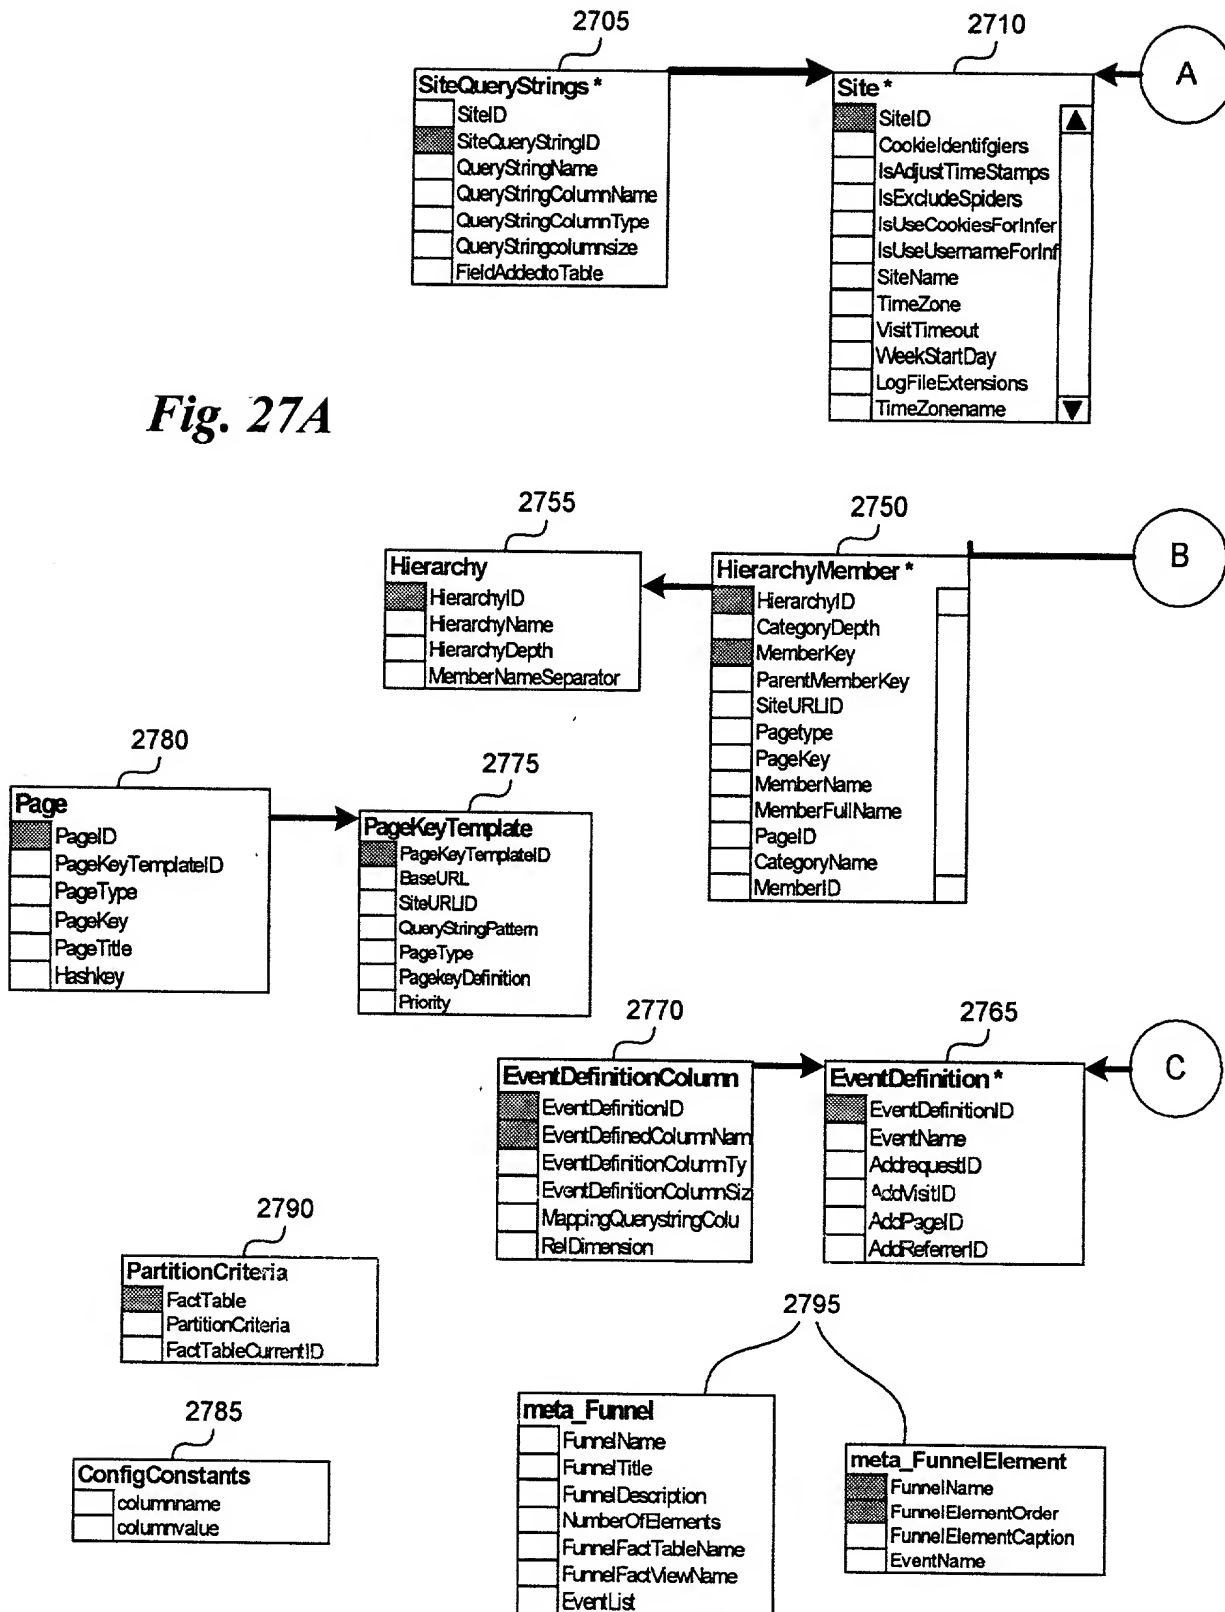 2705
2710
A
SiteQueryStrings *
SiteID
SiteQueryStringID
QueryStringName
QueryStringColumnName
QueryStringColumnType
QueryStringcolumnsize
FieldAddedtoTable
Site *
SiteID
CookieIdentifgiers
IsAdjustTimeStamps
IsExcludeSpiders
IsUseCookiesForInfer
IsUseUsernameForInf
SiteName
TimeZone
VisitTimeout
WeekStartDay
LogFileExtensions
TimeZonename
Fig. 27A
2755
2750
B
Hierarchy
HierarchyID
HierarchyName
HierarchyDepth
MemberNameSeparator
HierarchyMember *
HierarchyID
CategoryDepth
MemberKey
ParentMemberKey
SiteURLID
Pagetype
PageKey
MemberName
MemberFullName
PageID
CategoryName
MemberID
2780
2775
Page
PageID
PageKeyTemplateID
PageType
PageKey
PageTitle
Hashkey
PageKeyTemplate
PageKeyTemplateID
BaseURL
SiteURLID
QueryStringPattern
PageType
PagekeyDefinition
Priority
2770
2765
C
EventDefinitionColumn
EventDefinitionID
EventDefinedColumnNam
EventDefinitionColumnTy
EventDefinitionColumnSiz
MappingQuerystringColu
RelDimension
EventDefinition *
EventDefinitionID
EventName
AddrequestID
AddVisitID
AddPageID
AddReferrerID
2790
PartitionCriteria
FactTable
PartitionCriteria
FactTableCurrentID
2795
2785
ConfigConstants
columnname
columnvalue
meta_Funnel
FunnelName
FunnelTitle
FunnelDescription
NumberOfElements
FunnelFactTableName
FunnelFactViewName
EventList
meta_FunnelElement
FunnelName
FunnelElementOrder
FunnelElementCaption
EventName